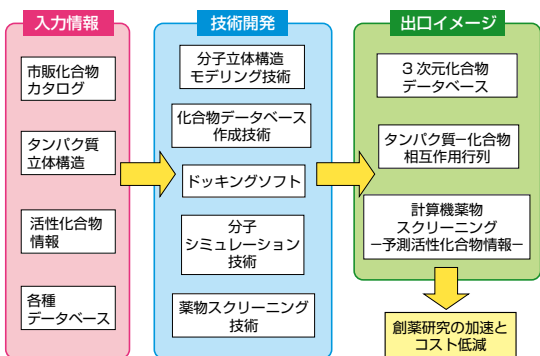 入力情報
市販化合物
カタログ
タンパク質
立体構造
活性化合物
情報
各種
データベース
技術開発
分子立体構造
モデリング技術
化合物データベース
作成技術
ドッキングソフト
分子
シミュレーション
技術
薬物スクリーニング
技術
出口イメージ
3次元化合物
データベース
タンパク質−化合物
相互作用行列
計算機薬物
スクリーニング
−予測活性化合物情報−
創薬研究の加速と
コスト低減